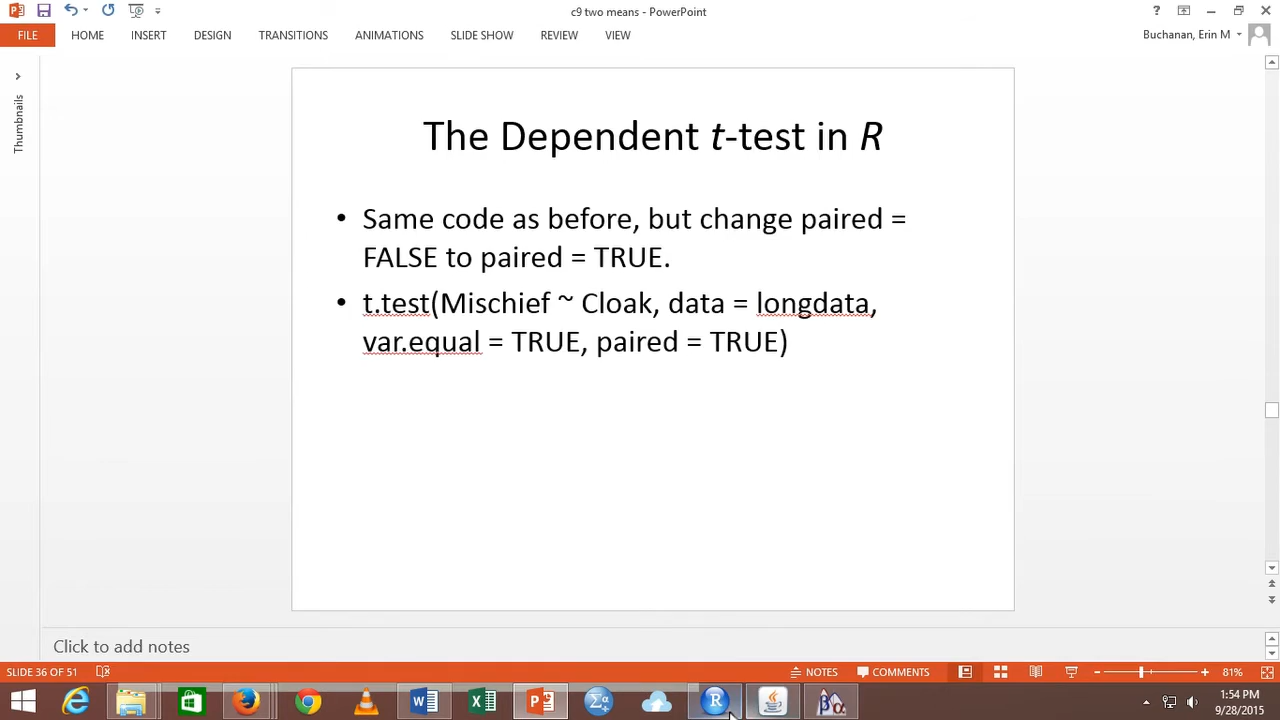 c9 two means - PowerPoint
?
FILE HOME INSERT DESIGN TRANSITIONS ANIMATIONS SLIDE SHOW REVIEW VIEW Buchanan, Erin M
Thumbnails
The Dependent t-test in R
• Same code as before, but change paired =
FALSE to paired = TRUE.
• t.test(Mischief ~ Cloak, data = longdata,
var.equal = TRUE, paired = TRUE)
Click to add notes
SLIDE 36 OF 51 NOTES COMMENTS 81%
1:54 PM
9/28/2015